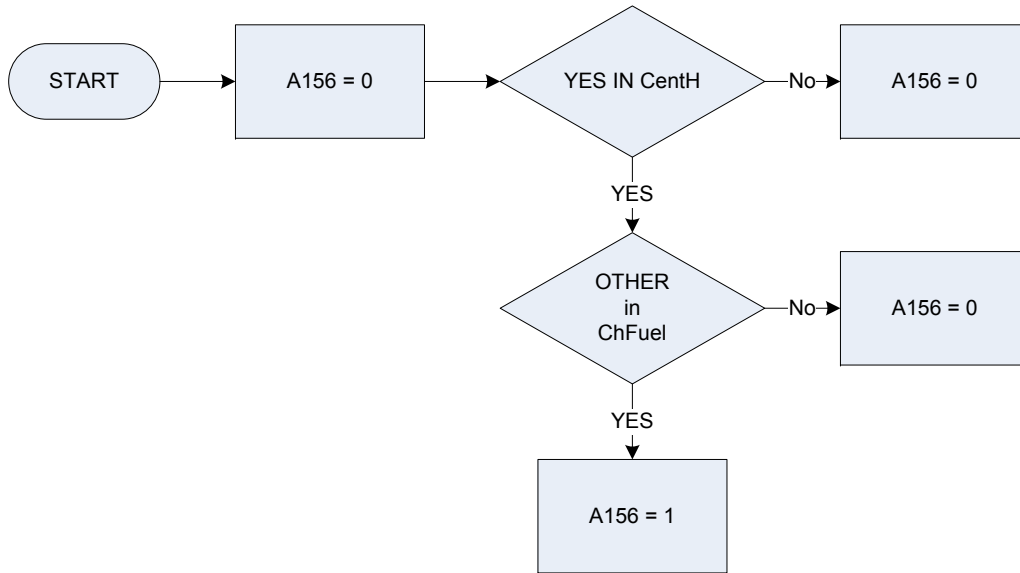 START
A156 = 0
YES IN CentH
No
A156 = 0
YES
OTHER
in
ChFuel
No
A156 = 0
YES
A156 = 1